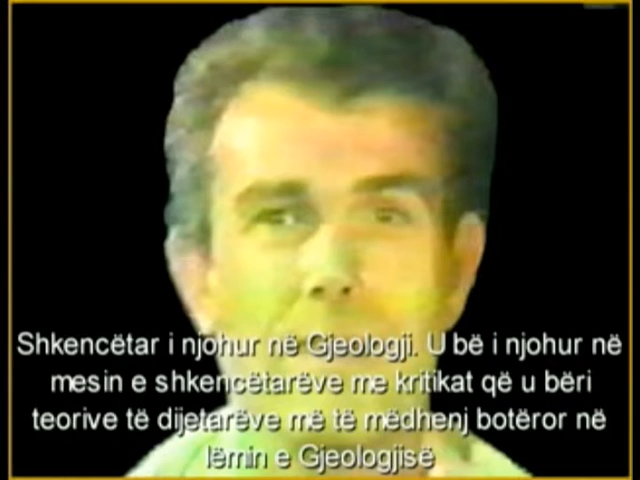 Shkencëtar i njohur në Gjeologji. U bë i njohur në
mesin e shkencëtarëve me kritikat që u bëri
teorive të dijetarëve më të mëdhenj botëror në
lëmin e Gjeologjisë